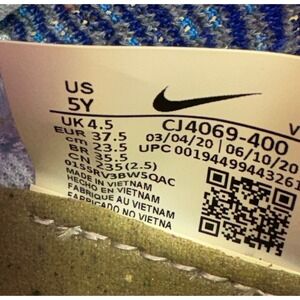 US
5Y
UK 4.5
EUR 37.5
cm 23.5
BR 35.5
CN 235(2.5)
CJ4069-400
03/04/20 06/10/20
UPC 00194499443263
MADE IN VIETNAM
HECHO EN VIETNAM
FABRIQUÉ AU VIETNAM
FABRICADO NO VIETNA